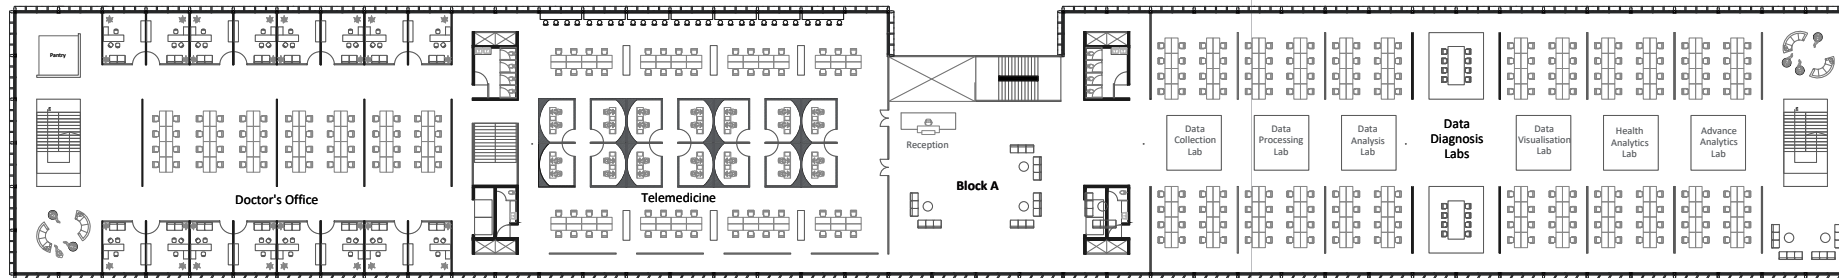 Pantry
Doctor's Office
Telemedicine
Reception
Block A
Data
Collection
Lab
Data
Processing
Lab
Data
Analysis
Lab
Data
Diagnosis
Labs
Data
Visualisation
Lab
Health
Analytics
Lab
Advance
Analytics
Lab